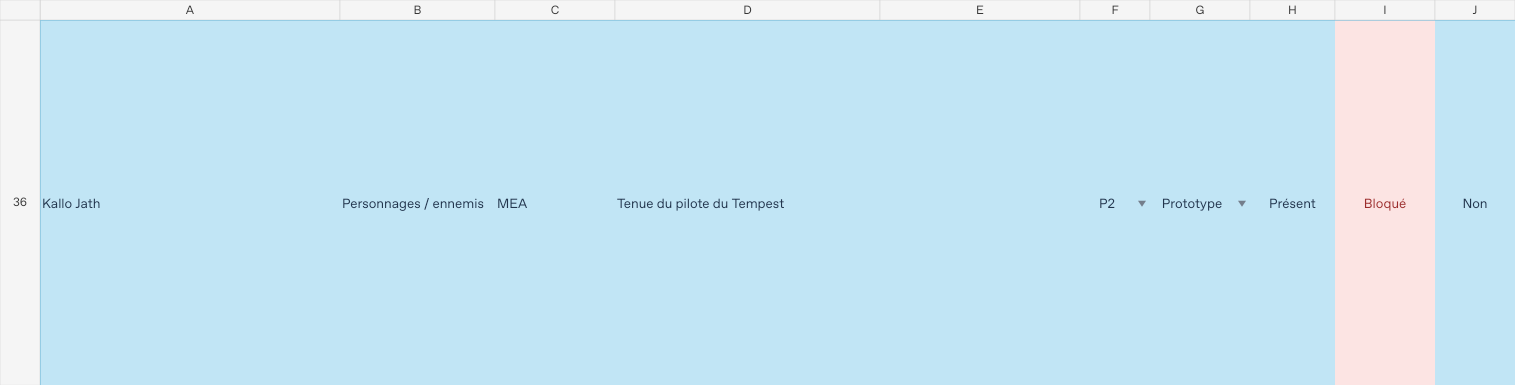 A B C D E F G H I J
36 Kallo Jath Personnages / ennemis MEA Tenue du pilote du Tempest P2 Prototype Présent Bloqué Non